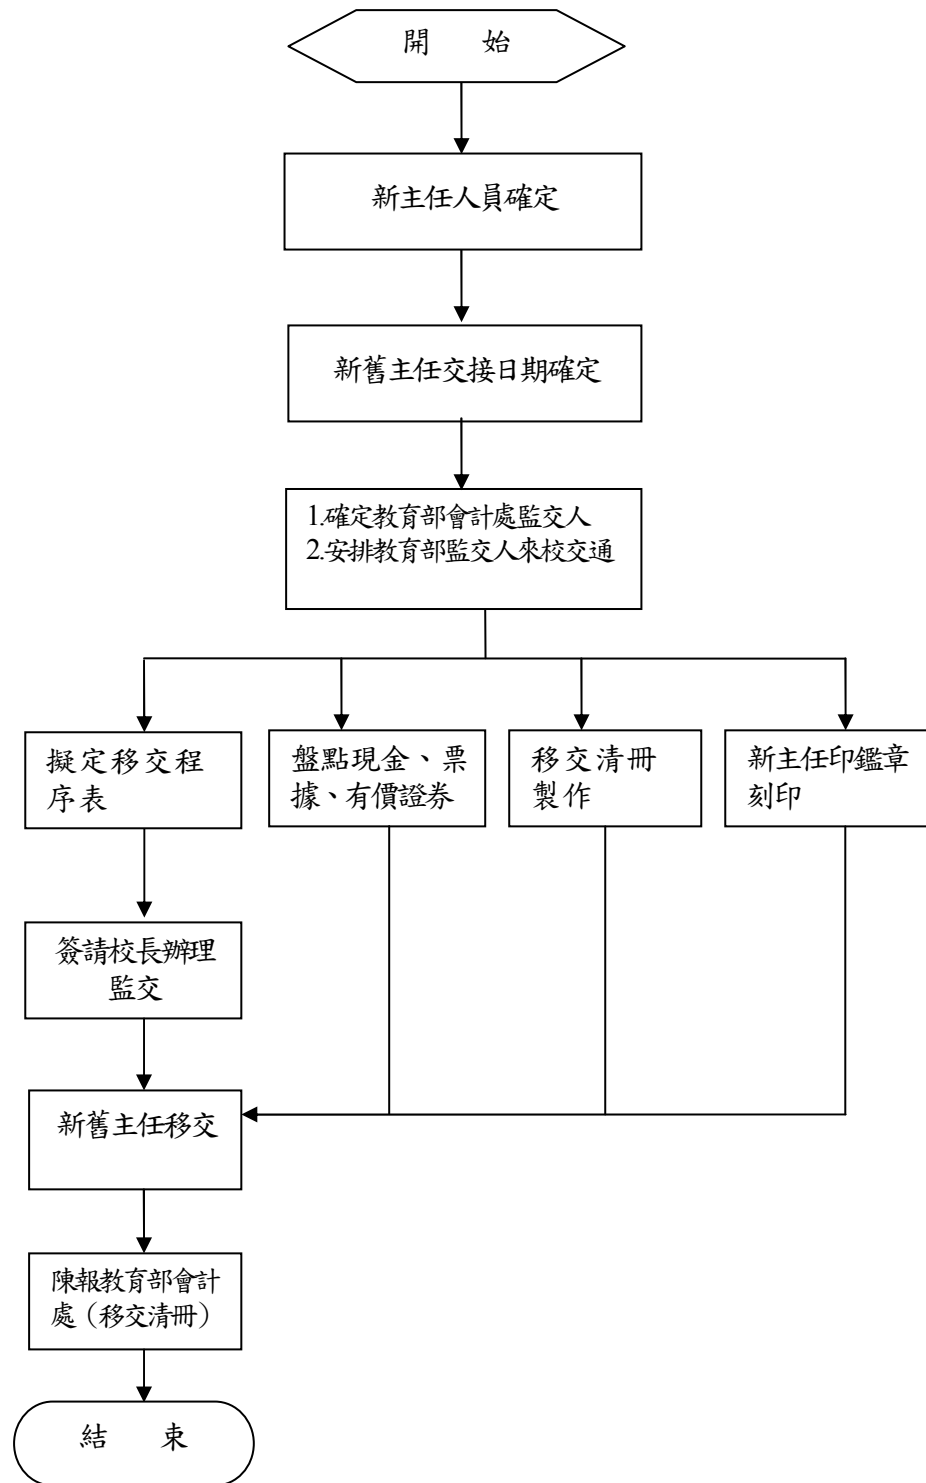 開　始
新主任人員確定
新舊主任交接日期確定
1.確定教育部會計處監交人
2.安排教育部監交人來校交通
擬定移交程
序表
盤點現金、票
據、有價證券
移交清冊
製作
新主任印鑑章
刻印
簽請校長辦理
監交
新舊主任移交
陳報教育部會計
處（移交清冊）
結　束